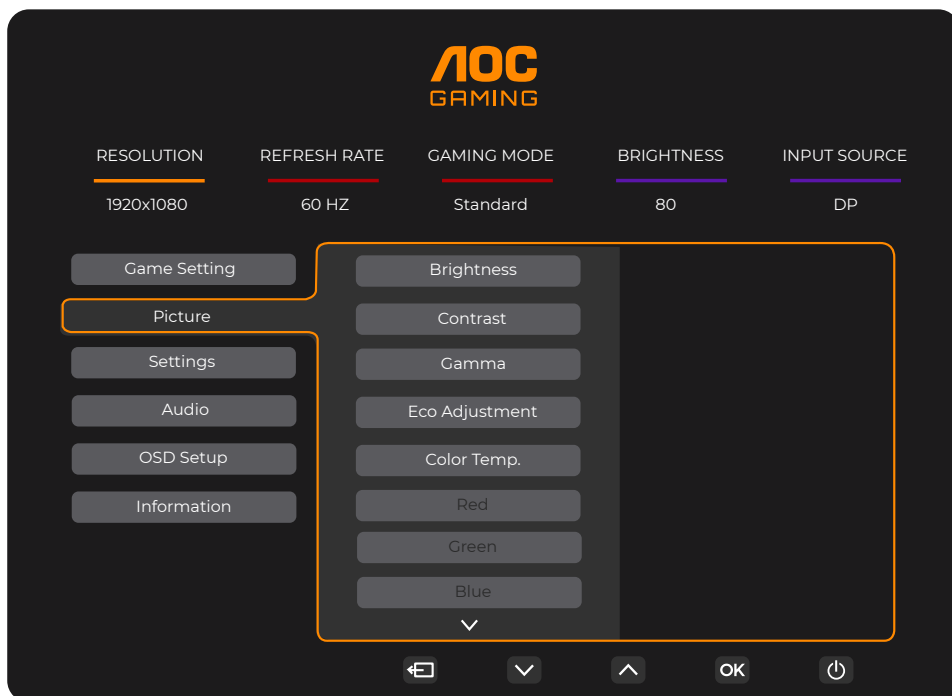 AOC
GAMING
RESOLUTION REFRESH RATE GAMING MODE BRIGHTNESS INPUT SOURCE
1920x1080 60 HZ Standard 80 DP
Game Setting
Picture
Settings
Audio
OSD Setup
Information
Brightness
Contrast
Gamma
Eco Adjustment
Color Temp.
Red
Green
Blue
OK